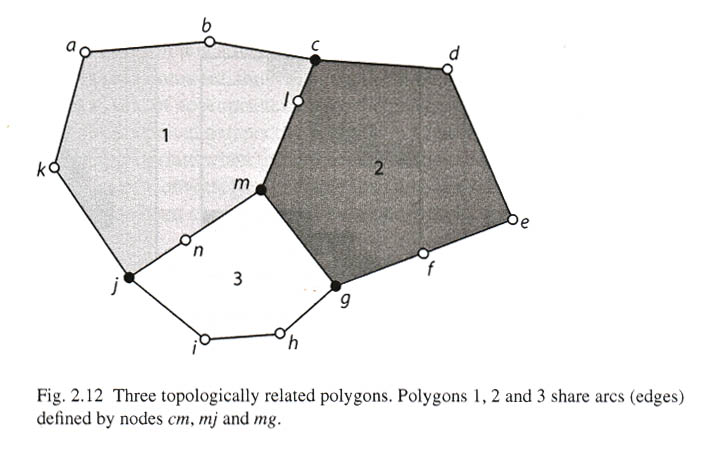 b
a
c
d
l
1
2
k
m
e
n
f
3
j
g
i
h
Fig. 2.12 Three topologically related polygons. Polygons 1, 2 and 3 share arcs (edges)
defined by nodes cm, mj and mg.